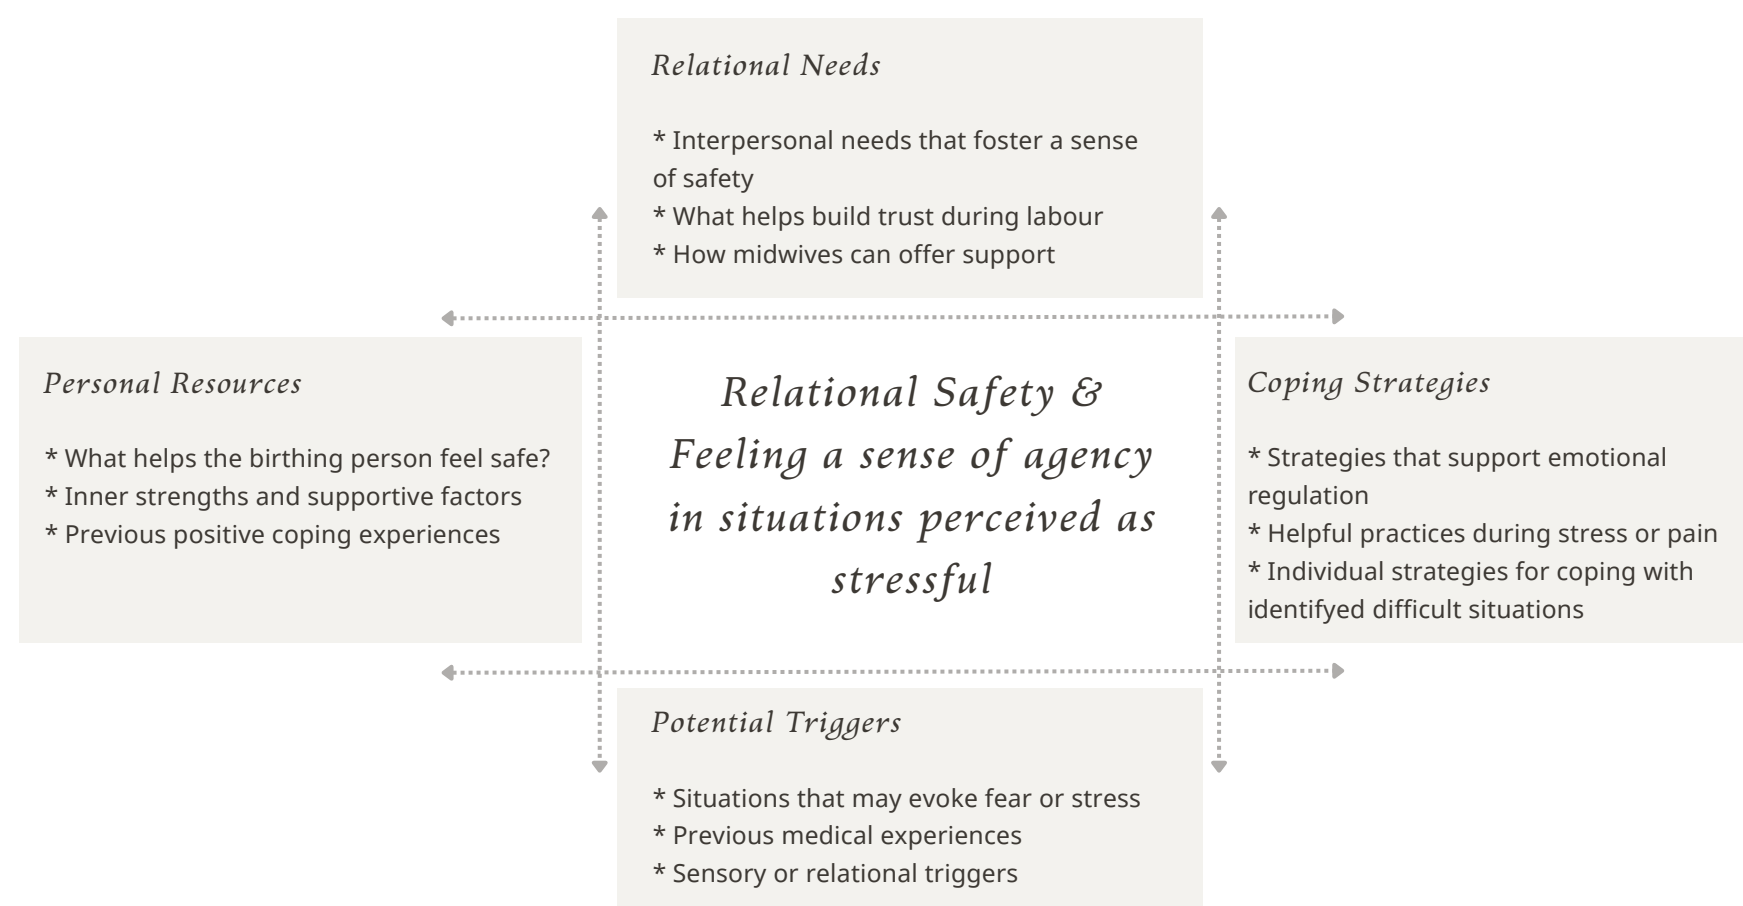 Relational Needs
* Interpersonal needs that foster a sense
of safety
* What helps build trust during labour
* How midwives can offer support
Personal Resources
* What helps the birthing person feel safe?
* Inner strengths and supportive factors
* Previous positive coping experiences
Relational Safety &
Feeling a sense of agency
in situations perceived as
stressful
Coping Strategies
* Strategies that support emotional
regulation
* Helpful practices during stress or pain
* Individual strategies for coping with
identifyed difficult situations
Potential Triggers
* Situations that may evoke fear or stress
* Previous medical experiences
* Sensory or relational triggers